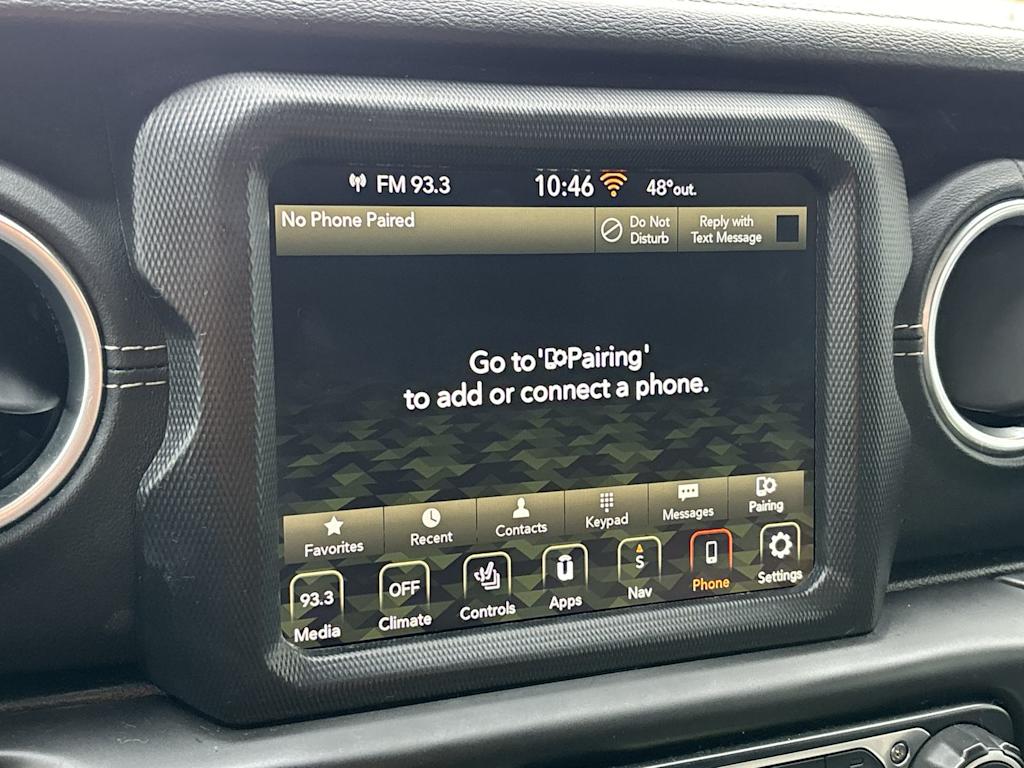 FM 93.3 10:46 48° out.
No Phone Paired
Do Not
Disturb
Reply with
Text Message
Go to 'Pairing'
to add or connect a phone.
Favorites Recent Contacts Keypad Messages Pairing
93.3 OFF S
Media Climate Controls Apps Nav Phone Settings